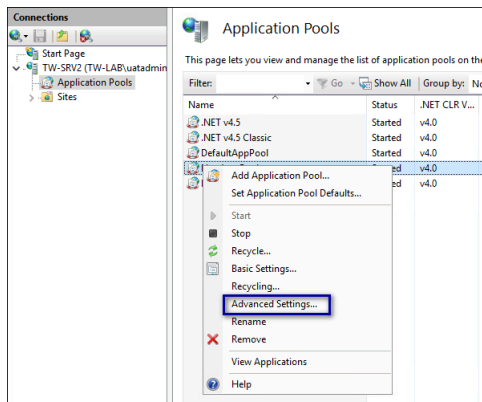 Connections
Application Pools
Start Page
TW-SRV2 (TW-LAB\uatadmin
Application Pools
Sites
This page lets you view and manage the list of application pools on the
Filter: Go Show All Group by: No
Name Status .NET CLR V...
.NET v4.5 Started v4.0
.NET v4.5 Classic Started v4.0
DefaultAppPool Started v4.0
ed v4.0
ed v4.0
Add Application Pool...
Set Application Pool Defaults...
Start
Stop
Recycle...
Basic Settings...
Recycling...
Advanced Settings...
Rename
Remove
View Applications
Help